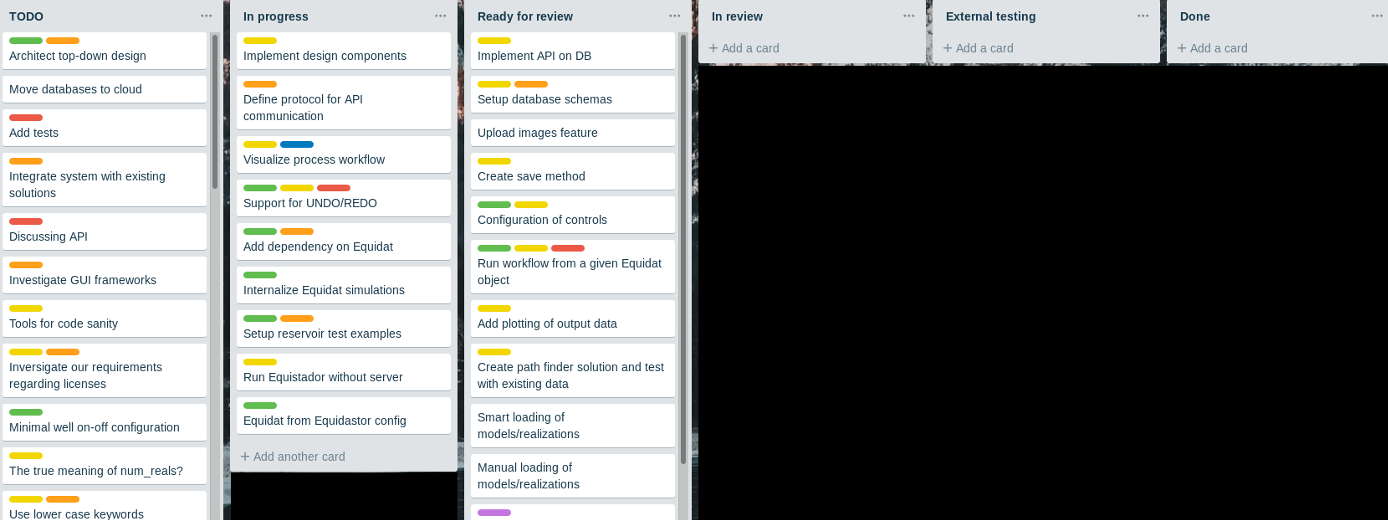 TODO
Architect top-down design
Move databases to cloud
Add tests
Integrate system with existing
solutions
Discussing API
Investigate GUI frameworks
Tools for code sanity
Inversigate our requirements
regarding licenses
Minimal well on-off configuration
The true meaning of num_reals?
Use lower case keywords
In progress
Implement design components
Define protocol for API
communication
Visualize process workflow
Support for UNDO/REDO
Add dependency on Equidat
Internalize Equidat simulations
Setup reservoir test examples
Run Equistador without server
Equidat from Equidastor config
+ Add another card
Ready for review
Implement API on DB
Setup database schemas
Upload images feature
Create save method
Configuration of controls
Run workflow from a given Equidat
object
Add plotting of output data
Create path finder solution and test
with existing data
Smart loading of
models/realizations
Manual loading of
models/realizations
In review
+ Add a card
External testing
+ Add a card
Done
+ Add a card